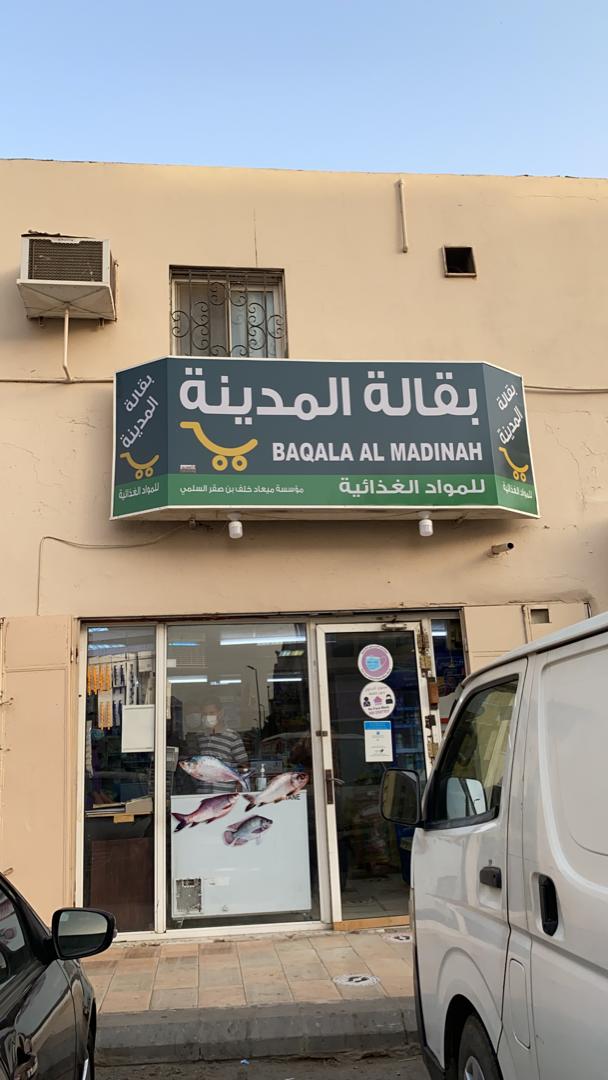 بقالة المدينة
BAQALA AL MADINAH
للمواد الغذائية
مؤسسة ميعاد خلف بن صقر السلمي
بقالة
المدينة
للمواد الغذائية
بقالة
المدينة
للمواد الغذائية